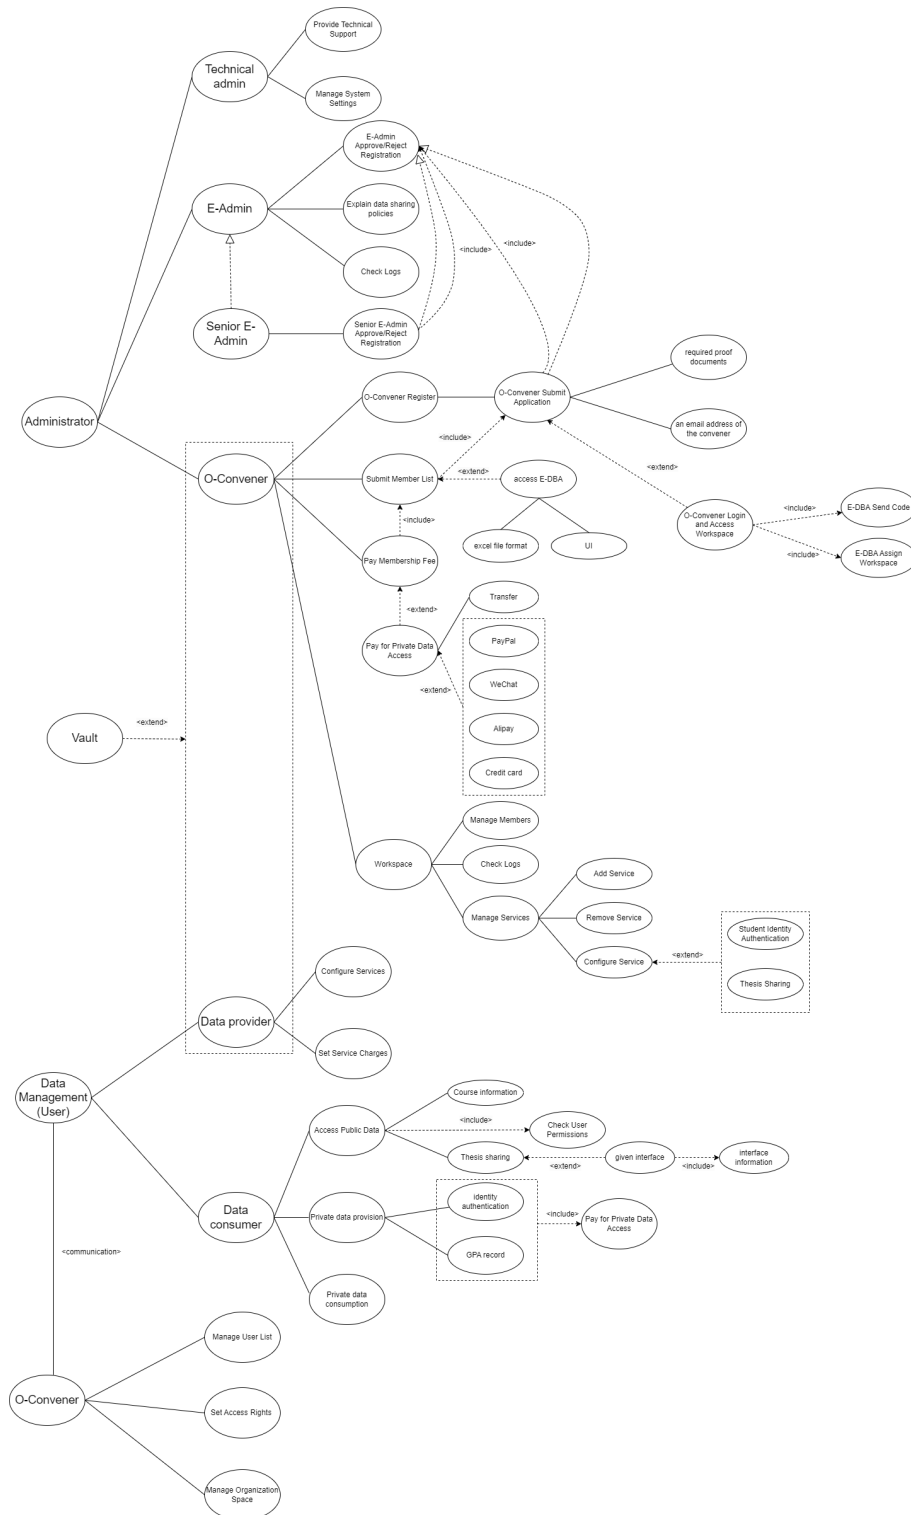 Provide Technical
Support
Technical
admin
Manage System
Settings
E-Admin
Approve/Reject
Registration
E-Admin
Explain data sharing
policies
<include>
<include>
Check Logs
Senior E-
Admin
Senior E-Admin
Approve/Reject
Registration
required proof
documents
O-Convener Register
O-Convener Submit
Application
Administrator
an email address of
the convener
<include>
O-Convener
Submit Member List
<extend>
access E-DBA
<extend>
E-DBA Send Code
<include>
O-Convener Login
and Access
Workspace
<include>
excel file format
UI
Pay Membership Fee
<include>
E-DBA Assign
Workspace
Transfer
<extend>
Pay for Private Data
Access
PayPal
WeChat
<extend>
Alipay
Credit card
Vault
<extend>
Manage Members
Workspace
Check Logs
Add Service
Manage Services
Remove Service
Student Identity
Authentication
Configure Service
<extend>
Thesis Sharing
Configure Services
Data provider
Set Service Charges
Data
Management
(User)
Course information
Access Public Data
<include>
Check User
Permissions
Thesis sharing
<extend>
given interface
<include>
interface
information
Data
consumer
Private data provision
identity
authentication
<include>
Pay for Private Data
Access
GPA record
<communication>
Private data
consumption
Manage User List
O-Convener
Set Access Rights
Manage Organization
Space